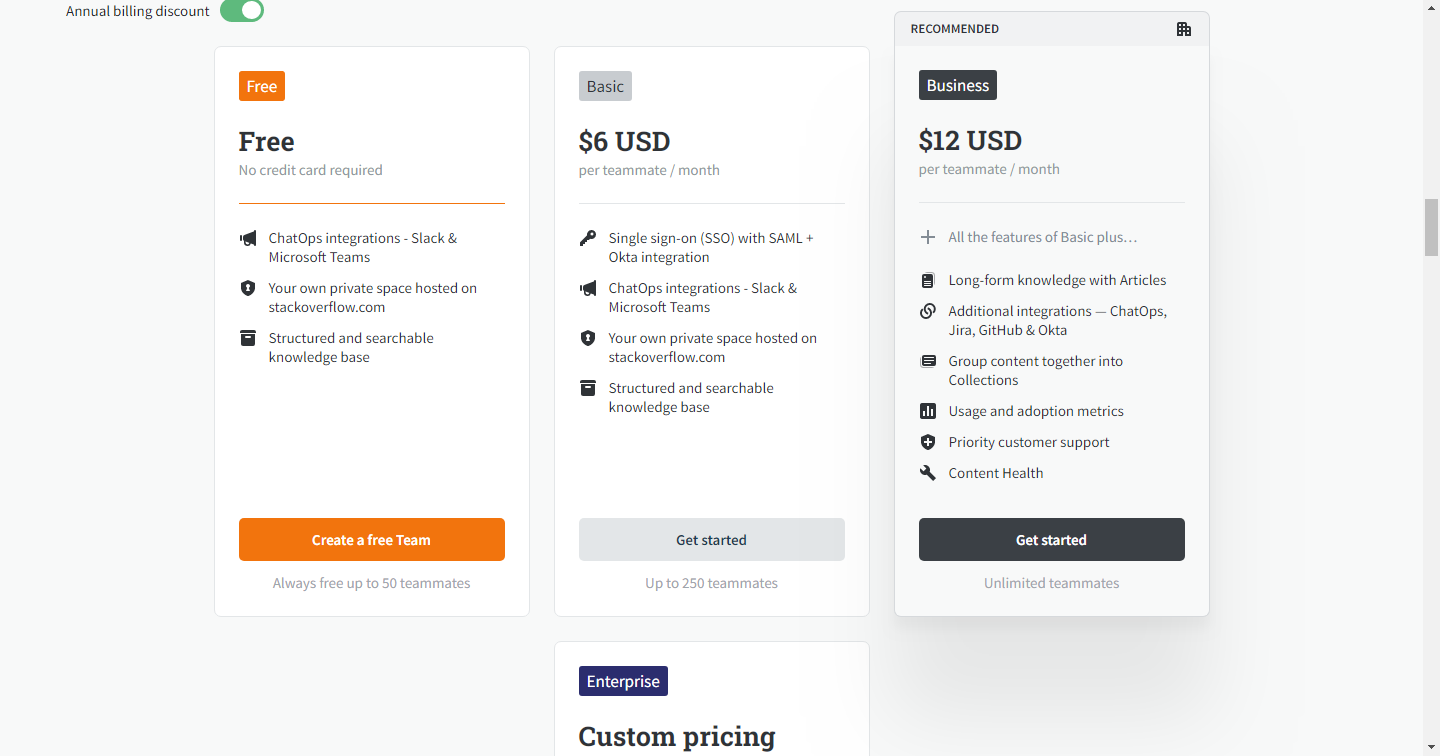 Annual billing discount
Free
Free
No credit card required
ChatOps integrations - Slack &
Microsoft Teams
Your own private space hosted on
stackoverflow.com
Structured and searchable
knowledge base
Create a free Team
Always free up to 50 teammates
Basic
$6 USD
per teammate / month
Single sign-on (SSO) with SAML +
Okta integration
ChatOps integrations - Slack &
Microsoft Teams
Your own private space hosted on
stackoverflow.com
Structured and searchable
knowledge base
Get started
Up to 250 teammates
RECOMMENDED
Business
$12 USD
per teammate / month
All the features of Basic plus…
Long-form knowledge with Articles
Additional integrations — ChatOps,
Jira, GitHub & Okta
Group content together into
Collections
Usage and adoption metrics
Priority customer support
Content Health
Get started
Unlimited teammates
Enterprise
Custom pricing